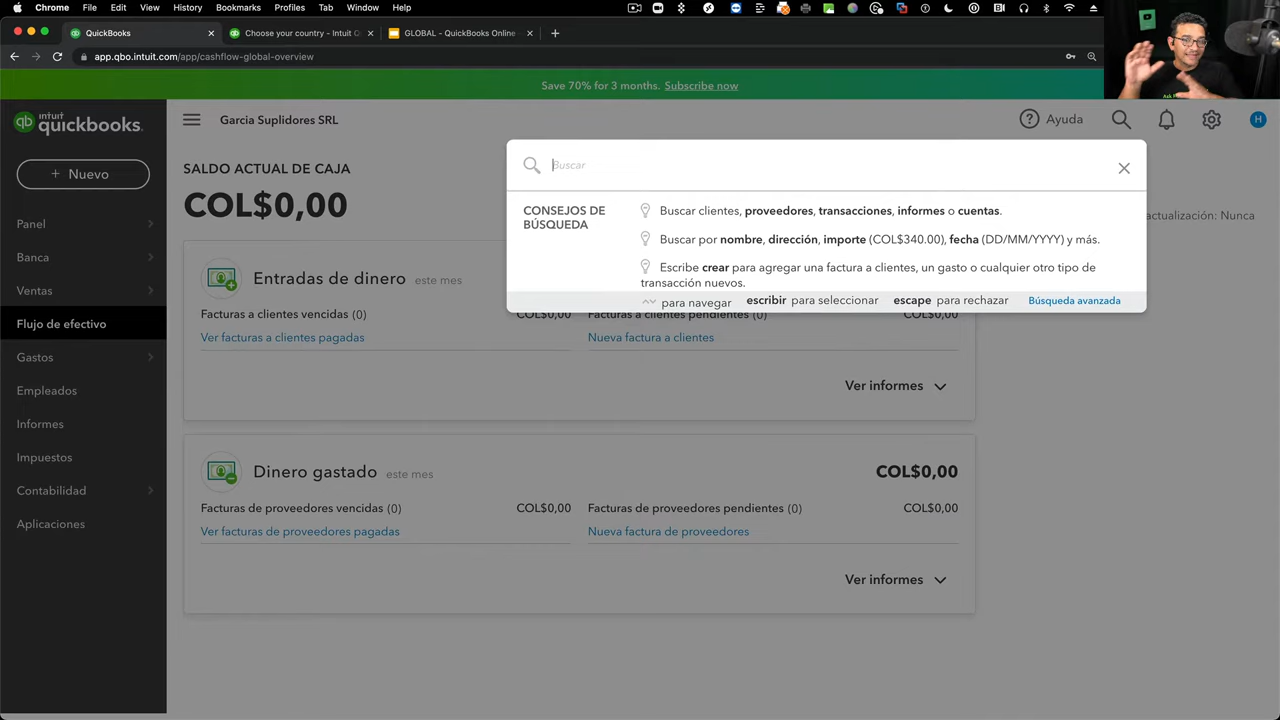 Chrome File Edit View History Bookmarks Profiles Tab Window Help
QuickBooks
Choose your country - Intuit Q
GLOBAL - QuickBooks Online
app.qbo.intuit.com/app/cashflow-global-overview
Save 70% for 3 months. Subscribe now
intuit quickbooks.
Garcia Suplidores SRL
Ayuda
H
+ Nuevo
Panel
Banca
Ventas
Flujo de efectivo
Gastos
Empleados
Informes
Impuestos
Contabilidad
Aplicaciones
SALDO ACTUAL DE CAJA
COL$0,00
actualización: Nunca
Buscar
CONSEJOS DE
BÚSQUEDA
Buscar clientes, proveedores, transacciones, informes o cuentas.
Buscar por nombre, dirección, importe (COL$340.00), fecha (DD/MM/YYYY) y más.
Escribe crear para agregar una factura a clientes, un gasto o cualquier otro tipo de
transacción nuevos.
para navegar escribir para seleccionar escape para rechazar Búsqueda avanzada
Entradas de dinero este mes
Facturas a clientes vencidas (0) COL$0,00 Facturas a clientes pendientes (0) COL$0,00
Ver facturas a clientes pagadas Nueva factura a clientes
Ver informes
Dinero gastado este mes COL$0,00
Facturas de proveedores vencidas (0) COL$0,00 Facturas de proveedores pendientes (0) COL$0,00
Ver facturas de proveedores pagadas Nueva factura de proveedores
Ver informes